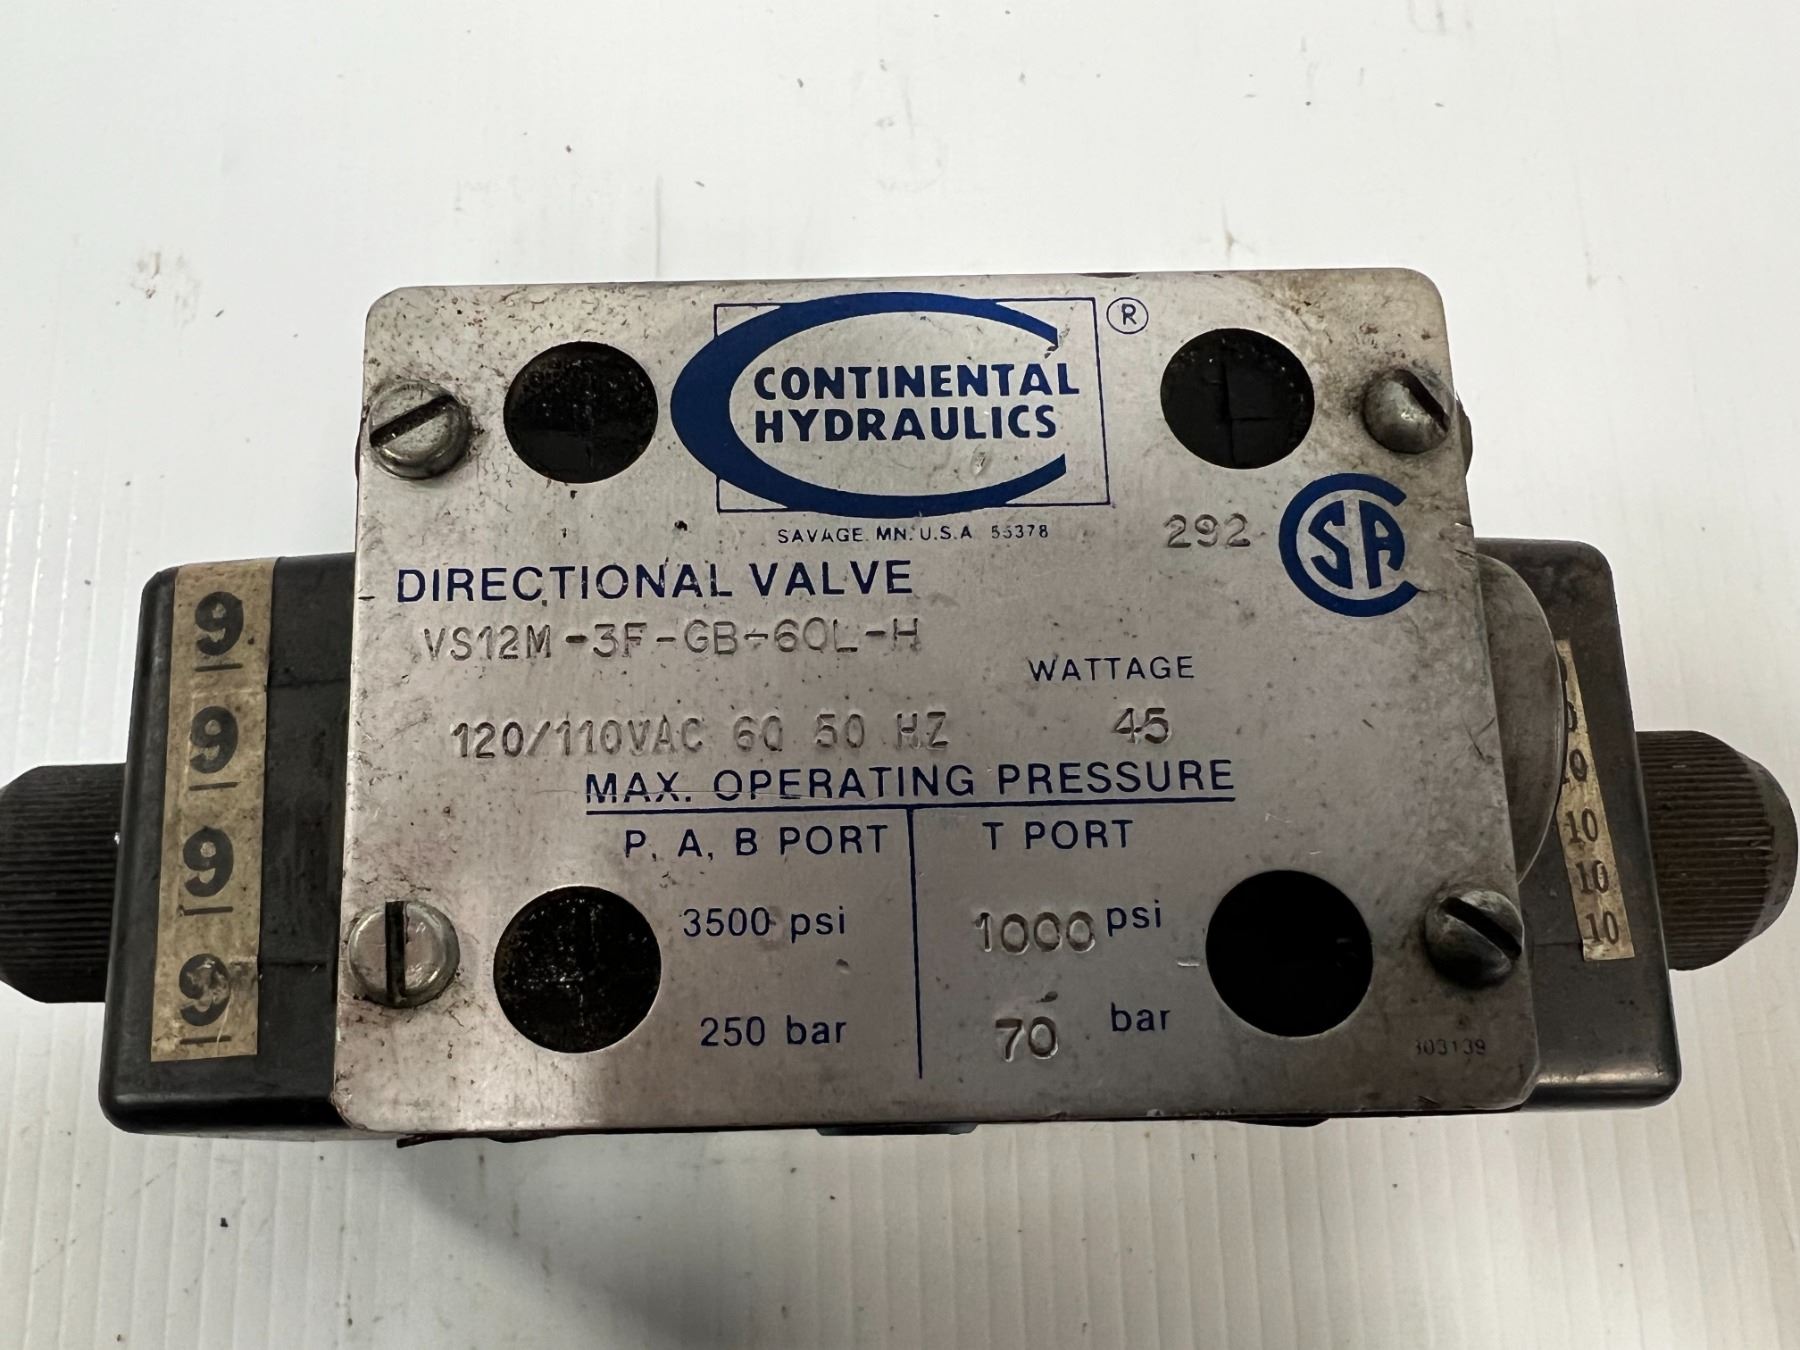 CONTINENTAL ®
HYDRAULICS
SAVAGE. MN. U.S.A 55378
292
CSA
DIRECTIONAL VALVE
VS12M-3F-GB-60L-H
WATTAGE
120/110VAC 60 50 HZ
45
MAX. OPERATING PRESSURE
P, A, B PORT
T PORT
3500 psi
1000 psi
250 bar
70 bar
103139
9
9
9
9
10
10
10
10